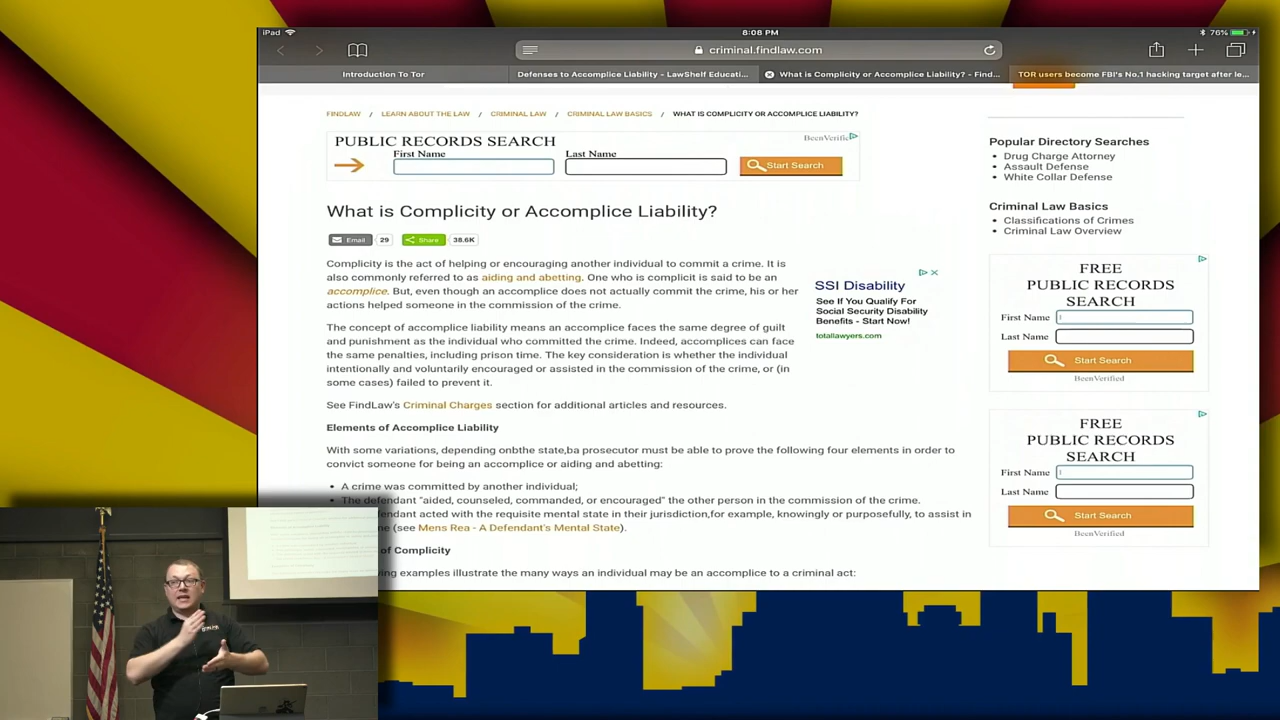 iPad
8:08 PM
76%
criminal.findlaw.com
Introduction To Tor
Defenses to Accomplice Liability - LawShelf Educati...
What is Complicity or Accomplice Liability? - Find...
TOR users become FBI's No.1 hacking target after le...
FINDLAW / LEARN ABOUT THE LAW / CRIMINAL LAW / CRIMINAL LAW BASICS / WHAT IS COMPLICITY OR ACCOMPLICE LIABILITY?
PUBLIC RECORDS SEARCH
BeenVerified
First Name
Last Name
Start Search
What is Complicity or Accomplice Liability?
Email 29 Share 38.6K
Complicity is the act of helping or encouraging another individual to commit a crime. It is
also commonly referred to as aiding and abetting. One who is complicit is said to be an
accomplice. But, even though an accomplice does not actually commit the crime, his or her
actions helped someone in the commission of the crime.
The concept of accomplice liability means an accomplice faces the same degree of guilt
and punishment as the individual who committed the crime. Indeed, accomplices can face
the same penalties, including prison time. The key consideration is whether the individual
intentionally and voluntarily encouraged or assisted in the commission of the crime, or (in
some cases) failed to prevent it.
See FindLaw's Criminal Charges section for additional articles and resources.
Elements of Accomplice Liability
With some variations, depending onbthe state,ba prosecutor must be able to prove the following four elements in order to
convict someone for being an accomplice or aiding and abetting:
• A crime was committed by another individual;
• The defendant "aided, counseled, commanded, or encouraged" the other person in the commission of the crime.
endant acted with the requisite mental state in their jurisdiction,for example, knowingly or purposefully, to assist in
me (see Mens Rea - A Defendant's Mental State).
of Complicity
ng examples illustrate the many ways an individual may be an accomplice to a criminal act:
SSI Disability
See If You Qualify For
Social Security Disability
Benefits - Start Now!
totallawyers.com
Popular Directory Searches
• Drug Charge Attorney
• Assault Defense
• White Collar Defense
Criminal Law Basics
• Classifications of Crimes
• Criminal Law Overview
FREE
PUBLIC RECORDS
SEARCH
First Name
Last Name
Start Search
BeenVerified
FREE
PUBLIC RECORDS
SEARCH
First Name
Last Name
Start Search
BeenVerified